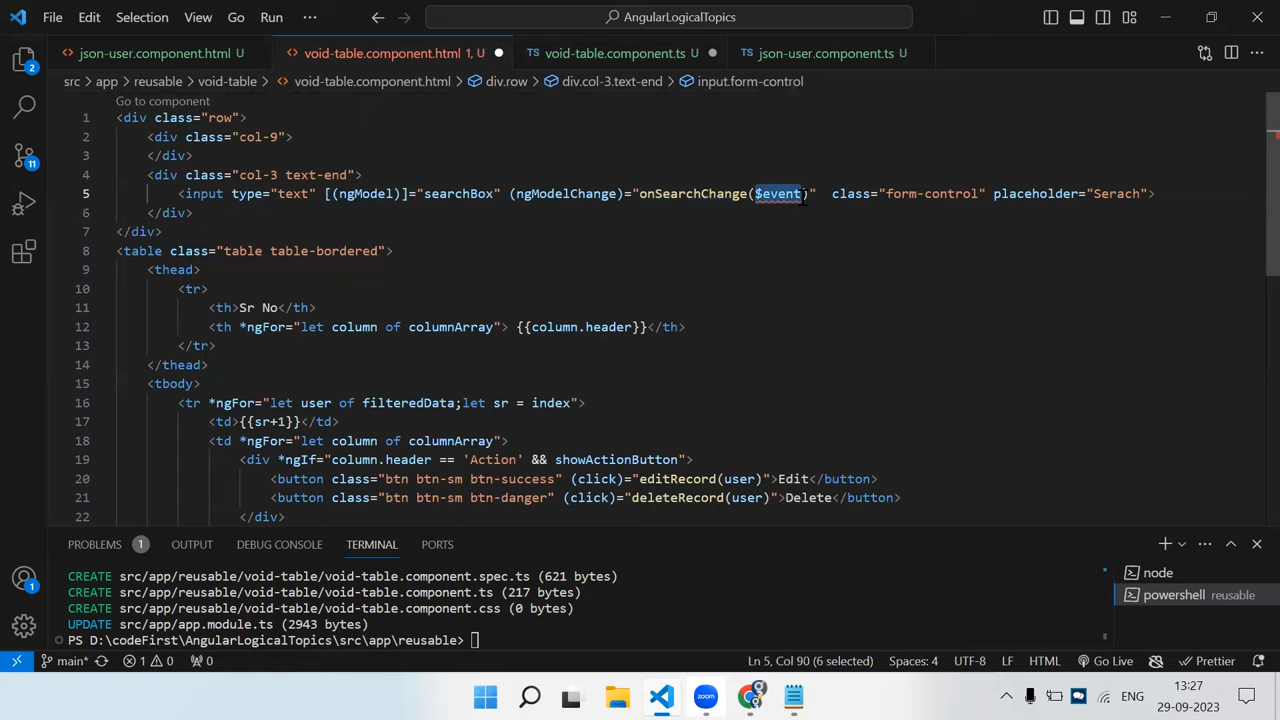 File Edit Selection View Go Run ··· AngularLogicalTopics
json-user.component.html U void-table.component.html 1, U void-table.component.ts U json-user.component.ts U
src > app > reusable > void-table > void-table.component.html > div.row > div.col-3.text-end > input.form-control
Go to component
1 <div class="row">
2 <div class="col-9">
3 </div>
4 <div class="col-3 text-end">
5 <input type="text" [(ngModel)]="searchBox" (ngModelChange)="onSearchChange($event)" class="form-control" placeholder="Serach">
6 </div>
7 </div>
8 <table class="table table-bordered">
9 <thead>
10 <tr>
11 <th>Sr No</th>
12 <th *ngFor="let column of columnArray"> {{column.header}}</th>
13 </tr>
14 </thead>
15 <tbody>
16 <tr *ngFor="let user of filteredData;let sr = index">
17 <td>{{sr+1}}</td>
18 <td *ngFor="let column of columnArray">
19 <div *ngIf="column.header == 'Action' && showActionButton">
20 <button class="btn btn-sm btn-success" (click)="editRecord(user)">Edit</button>
21 <button class="btn btn-sm btn-danger" (click)="deleteRecord(user)">Delete</button>
22 </div>
2
11
1
PROBLEMS 1 OUTPUT DEBUG CONSOLE TERMINAL PORTS
CREATE src/app/reusable/void-table/void-table.component.spec.ts (621 bytes)
CREATE src/app/reusable/void-table/void-table.component.ts (217 bytes)
CREATE src/app/reusable/void-table/void-table.component.css (0 bytes)
UPDATE src/app/app.module.ts (2943 bytes)
PS D:\codeFirst\AngularLogicalTopics\src\app\reusable>
node
powershell reusable
main* 1 0 0 Ln 5, Col 90 (6 selected) Spaces: 4 UTF-8 LF HTML Go Live Prettier
zoom ENG 13:27
29-09-2023